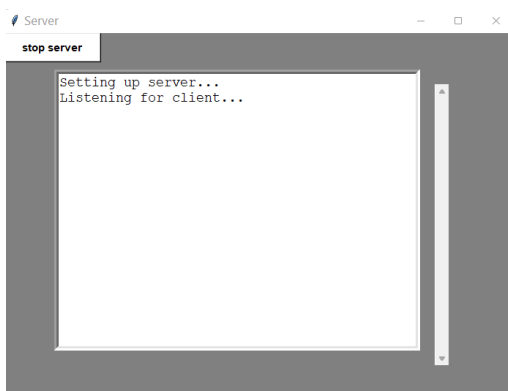 Server
stop server
Setting up server...
Listening for client...